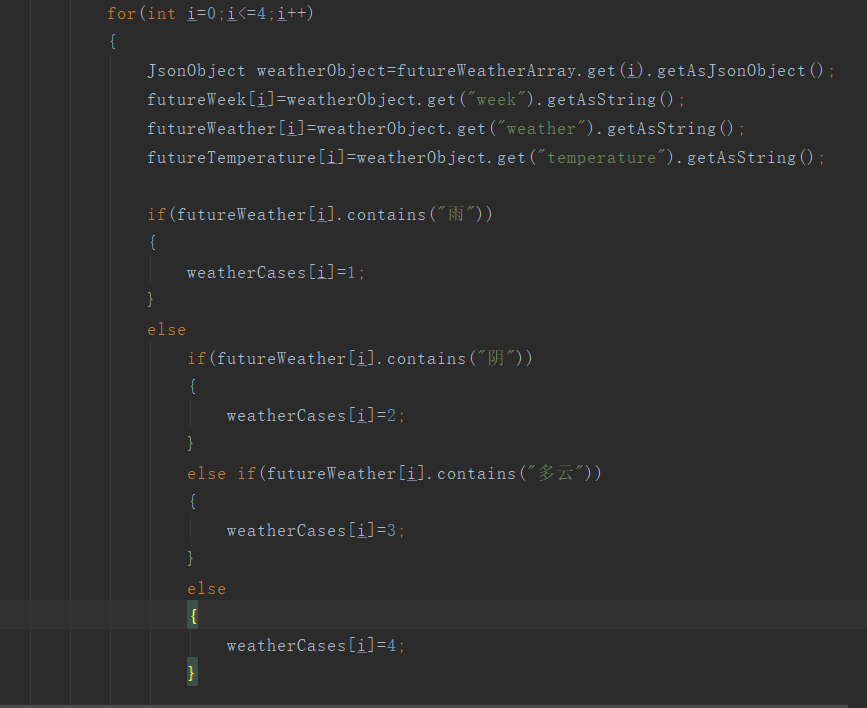 for(int i=0;i<=4;i++)
{
JsonObject weatherObject=futureWeatherArray.get(i).getAsJsonObject();
futureWeek[i]=weatherObject.get("week").getAsString();
futureWeather[i]=weatherObject.get("weather").getAsString();
futureTemperature[i]=weatherObject.get("temperature").getAsString();
if(futureWeather[i].contains("雨"))
{
weatherCases[i]=1;
}
else
if(futureWeather[i].contains("阴"))
{
weatherCases[i]=2;
}
else if(futureWeather[i].contains("多云"))
{
weatherCases[i]=3;
}
else
{
weatherCases[i]=4;
}